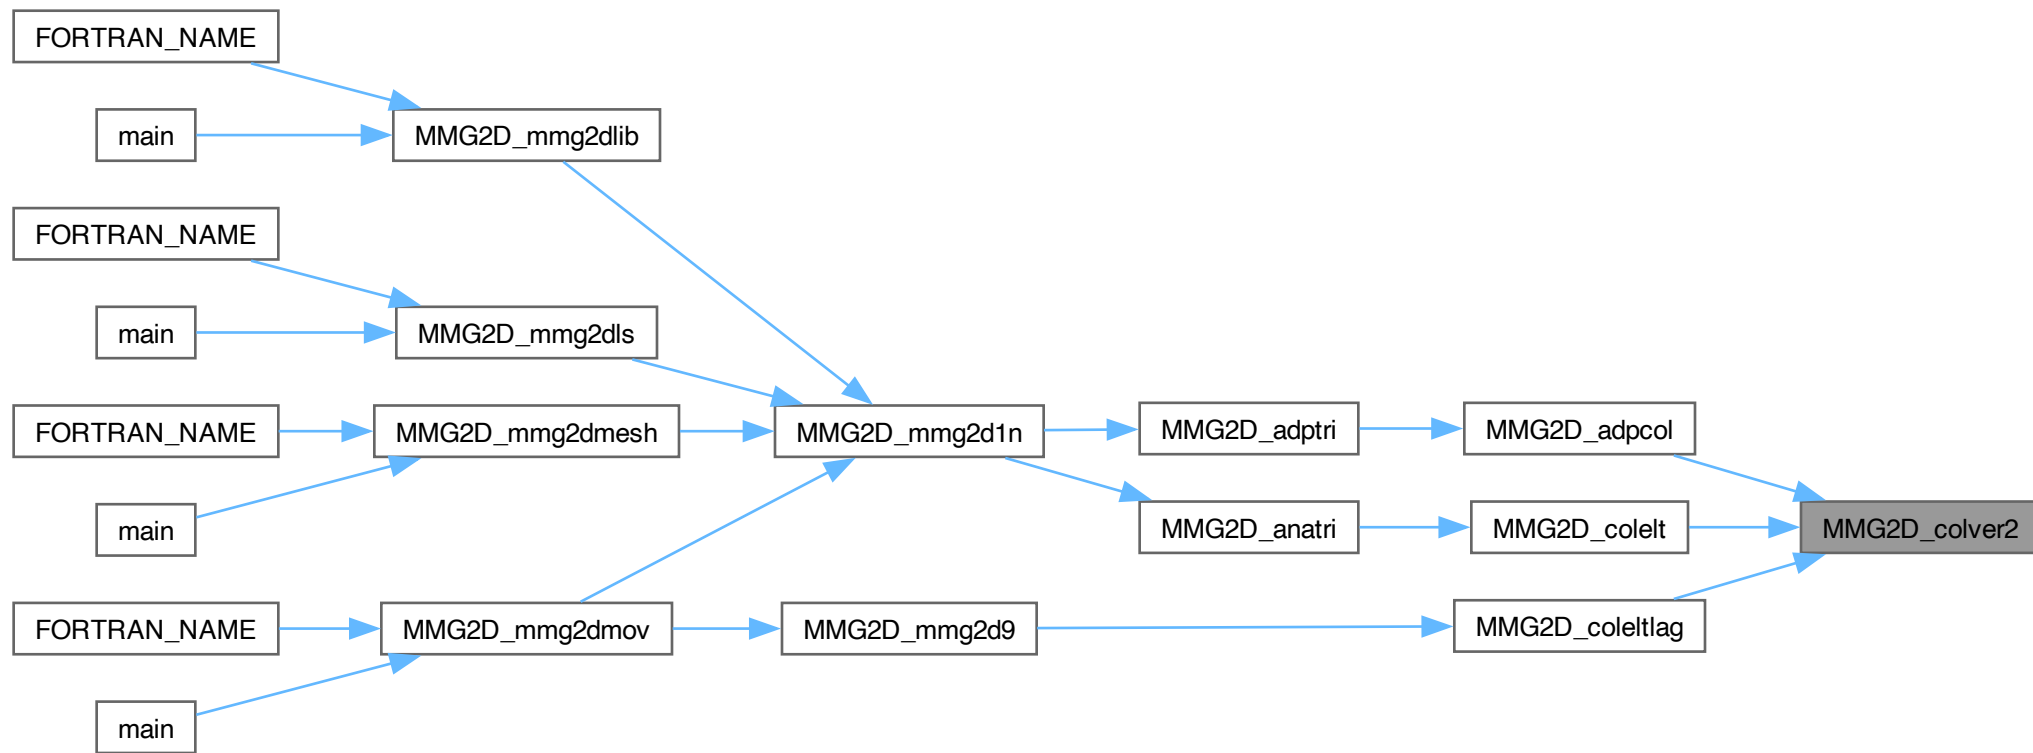 FORTRAN_NAME
main
MMG2D_mmg2dlib
FORTRAN_NAME
main
MMG2D_mmg2dls
FORTRAN_NAME
MMG2D_mmg2dmesh
MMG2D_mmg2d1n
MMG2D_adptri
MMG2D_adpcol
main
MMG2D_anatri
MMG2D_colelt
MMG2D_colver2
FORTRAN_NAME
MMG2D_mmg2dmov
MMG2D_mmg2d9
MMG2D_coleltlag
main